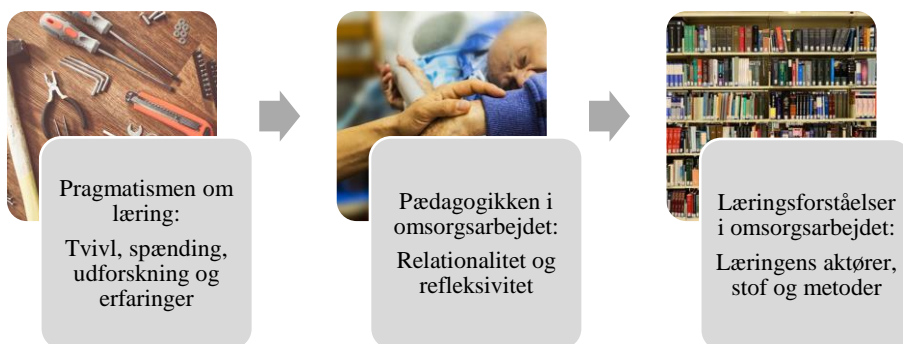 Pragmatismen om
læring:
Tvivl, spænding,
udforskning og
erfaringer
Pædagogikken i
omsorgsarbejdet:
Relationalitet og
refleksivitet
Læringsforståelser
i omsorgsarbejdet:
Læringens aktører,
stof og metoder